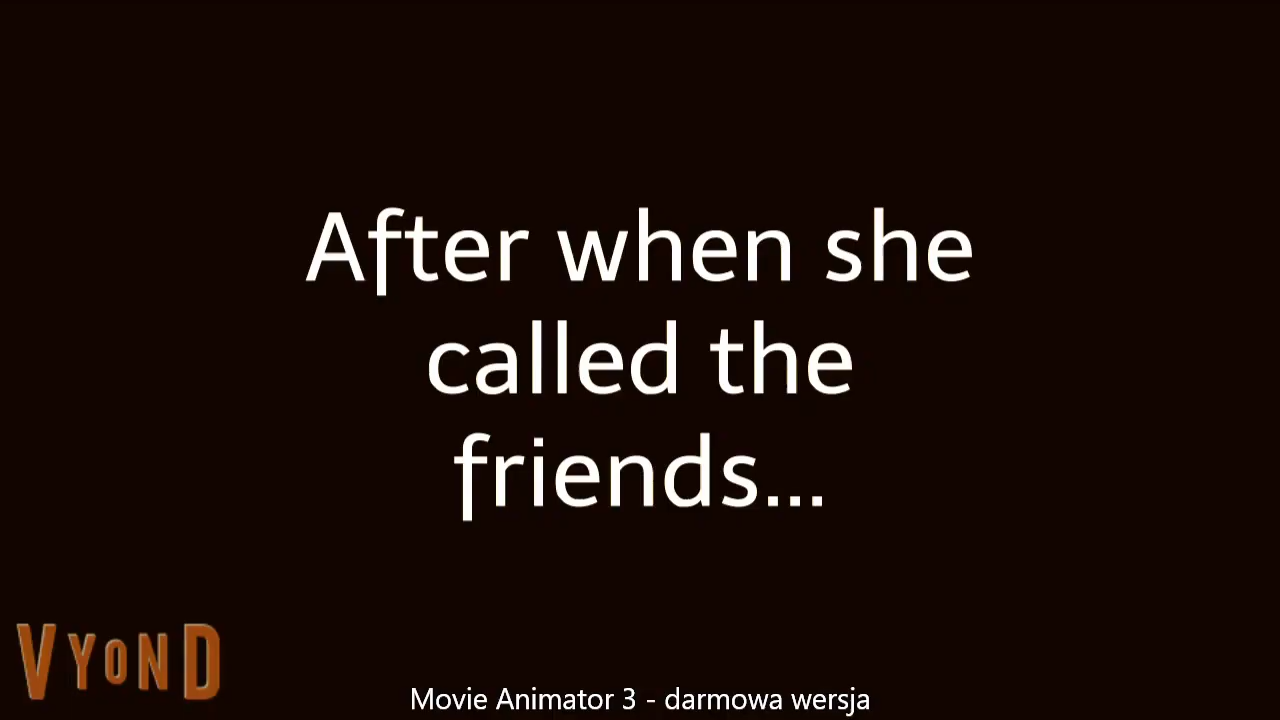 After when she
called the
friends...
VYOND
Movie Animator 3 - darmowa wersja